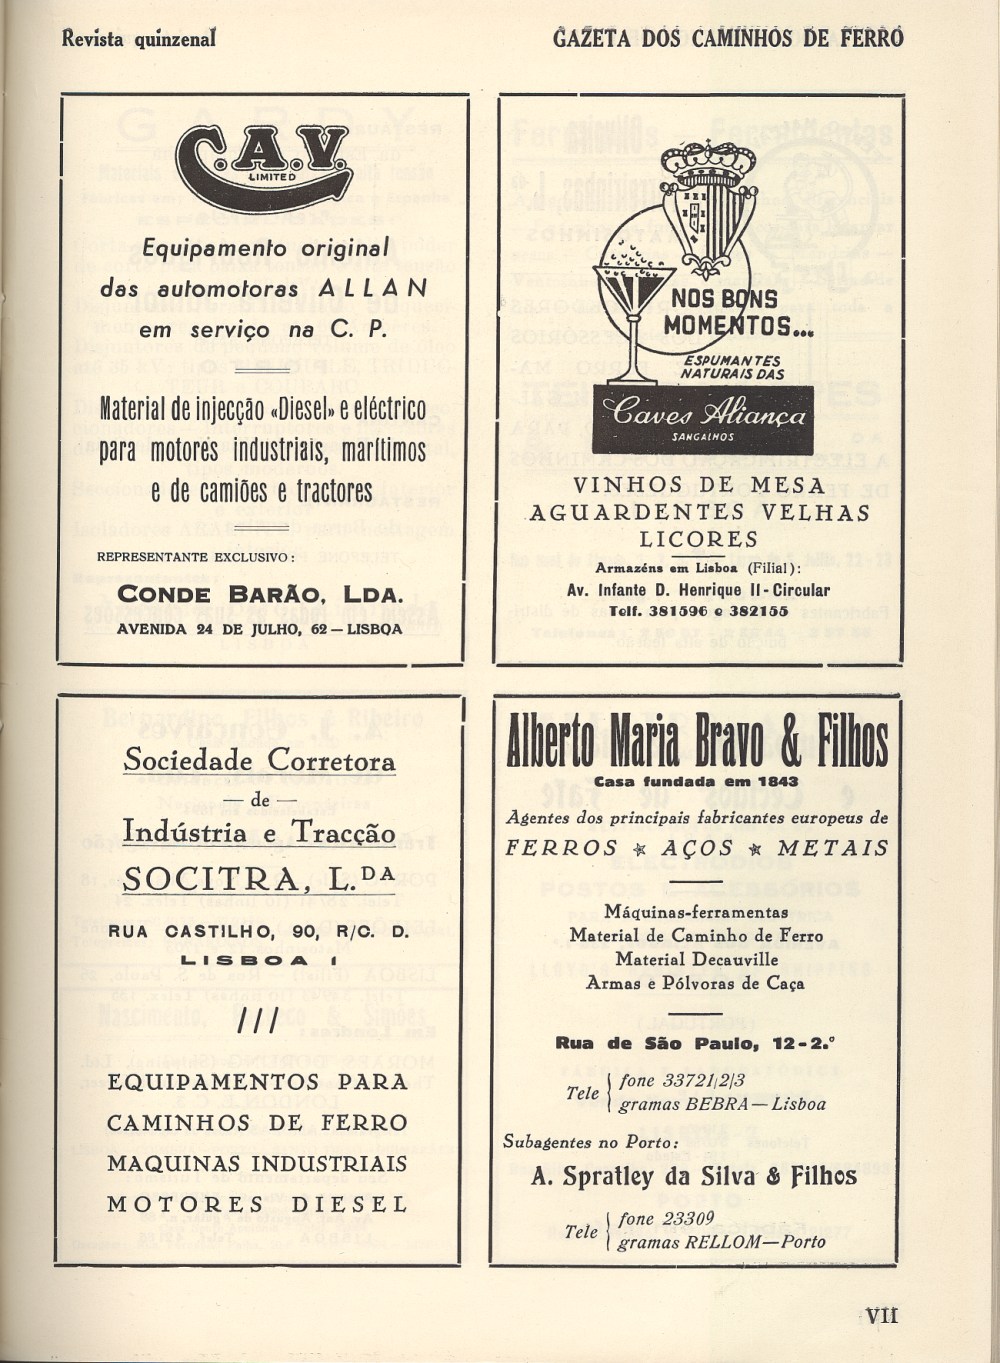 Revista quinzenal
GAZETA DOS CAMINHOS DE FERRO
C.A.V.
LIMITED
Equipamento original
das automotoras ALLAN
em serviço na C. P.
Material de injecção «Diesel» e eléctrico
para motores industriais, marítimos
e de camiões e tractores
REPRESENTANTE EXCLUSIVO:
CONDE BARÃO, LDA.
AVENIDA 24 DE JULHO, 62 – LISBOA
NOS BONS
MOMENTOS...
ESPUMANTES
NATURAIS DAS
Caves Aliança
SANGALHOS
VINHOS DE MESA
AGUARDENTES VELHAS
LICORES
Armazéns em Lisboa (Filial):
Av. Infante D. Henrique II - Circular
Telf. 381596 e 382155
Sociedade Corretora
— de —
Indústria e Tracção
SOCITRA, L.DA
RUA CASTILHO, 90, R/C. D.
LISBOA 1
///
EQUIPAMENTOS PARA
CAMINHOS DE FERRO
MAQUINAS INDUSTRIAIS
MOTORES DIESEL
Alberto Maria Bravo & Filhos
Casa fundada em 1843
Agentes dos principais fabricantes europeus de
FERROS ★ AÇOS ★ METAIS
Máquinas-ferramentas
Material de Caminho de Ferro
Material Decauville
Armas e Pólvoras de Caça
Rua de São Paulo, 12-2.º
Tele { fone 33721/2/3
gramas BEBRA — Lisboa
Subagentes no Porto:
A. Spratley da Silva & Filhos
Tele { fone 23309
gramas RELLOM—Porto
VII